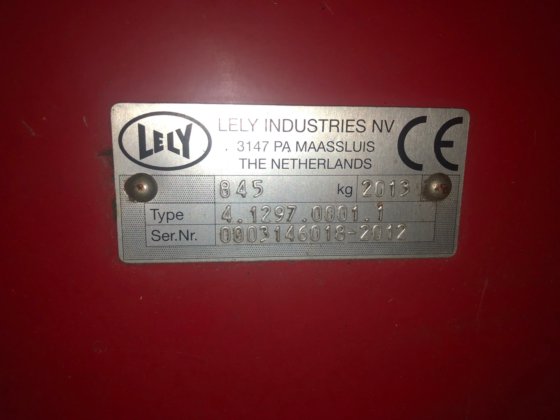 LELY
LELY INDUSTRIES NV
. 3147 PA MAASSLUIS
THE NETHERLANDS
CE
845 kg 2013
Type 4.1297.0801.1
Ser.Nr. 0803146018-2012